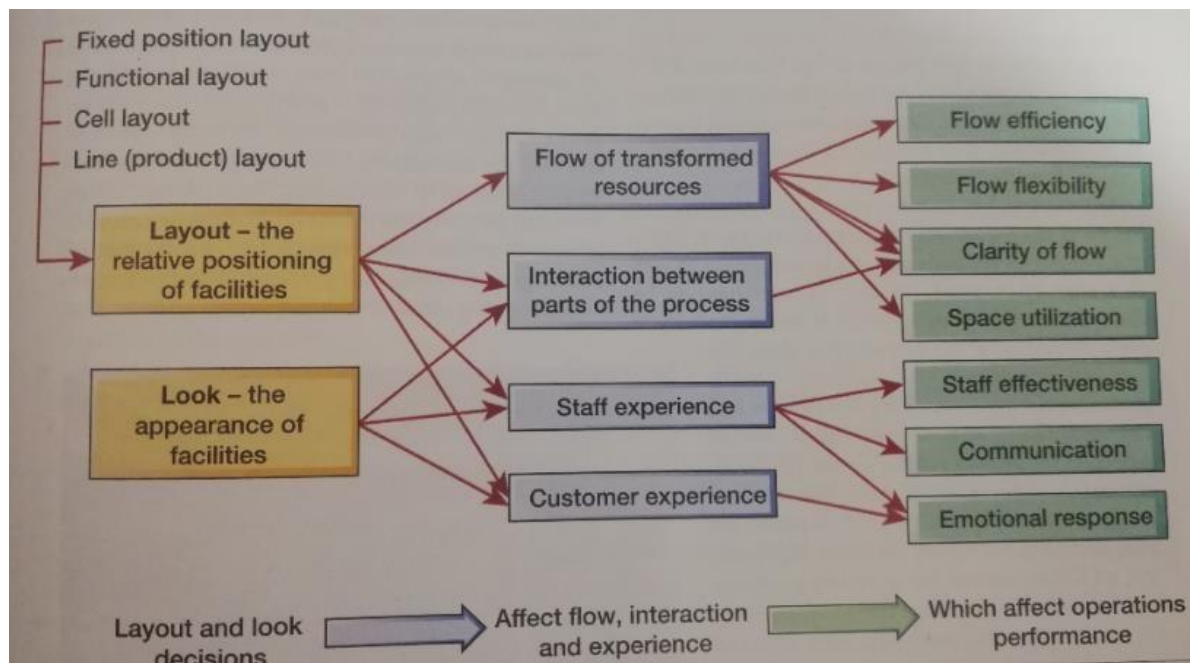 Fixed position layout
Functional layout
Cell layout
Line (product) layout
Layout – the
relative positioning
of facilities
Look – the
appearance of
facilities
Flow of transformed
resources
Interaction between
parts of the process
Staff experience
Customer experience
Flow efficiency
Flow flexibility
Clarity of flow
Space utilization
Staff effectiveness
Communication
Emotional response
Layout and look
decisions
Affect flow, interaction
and experience
Which affect operations
performance